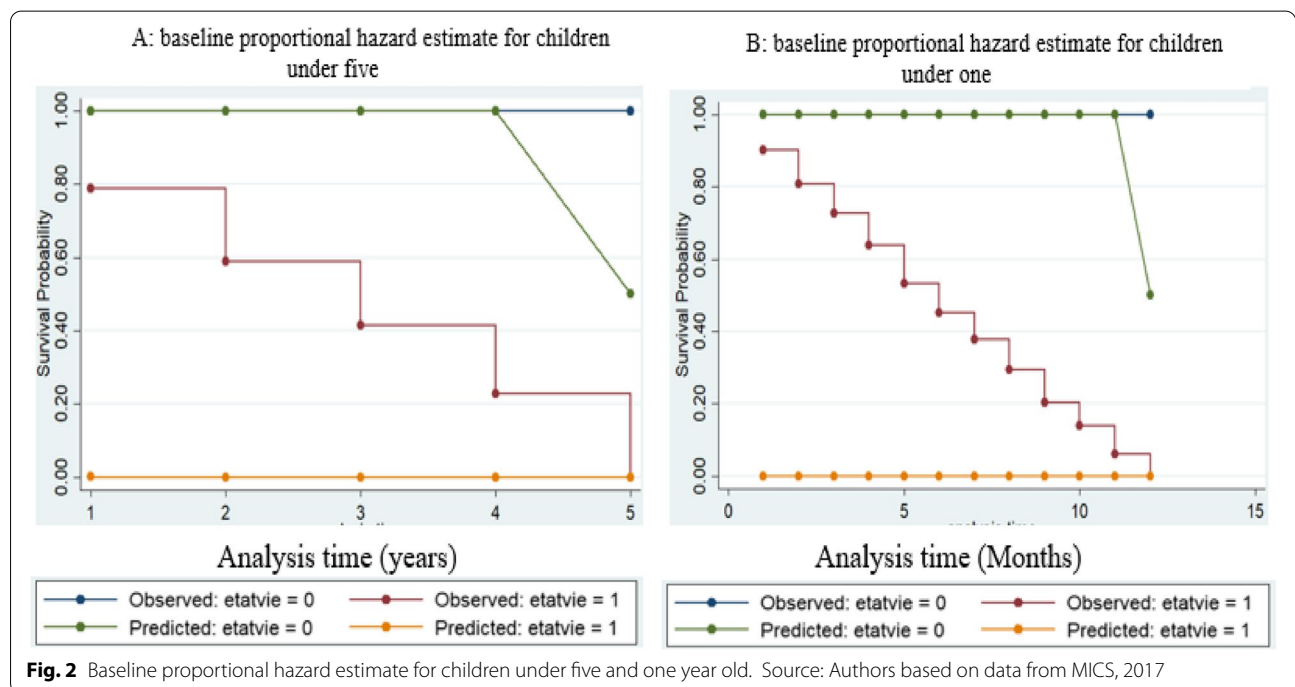 A: baseline proportional hazard estimate for children
under five
Survival Probability
1.00
0.80
0.60
0.40
0.20
0.00
1 2 3 4 5
Analysis time (years)
Observed: etatvie = 0 Observed: etatvie = 1
Predicted: etatvie = 0 Predicted: etatvie = 1
B: baseline proportional hazard estimate for children
under one
Survival Probability
1.00
0.80
0.60
0.40
0.20
0.00
0 5 10 15
Analysis time (Months)
Observed: etatvie = 0 Observed: etatvie = 1
Predicted: etatvie = 0 Predicted: etatvie = 1
Fig. 2 Baseline proportional hazard estimate for children under five and one year old. Source: Authors based on data from MICS, 2017